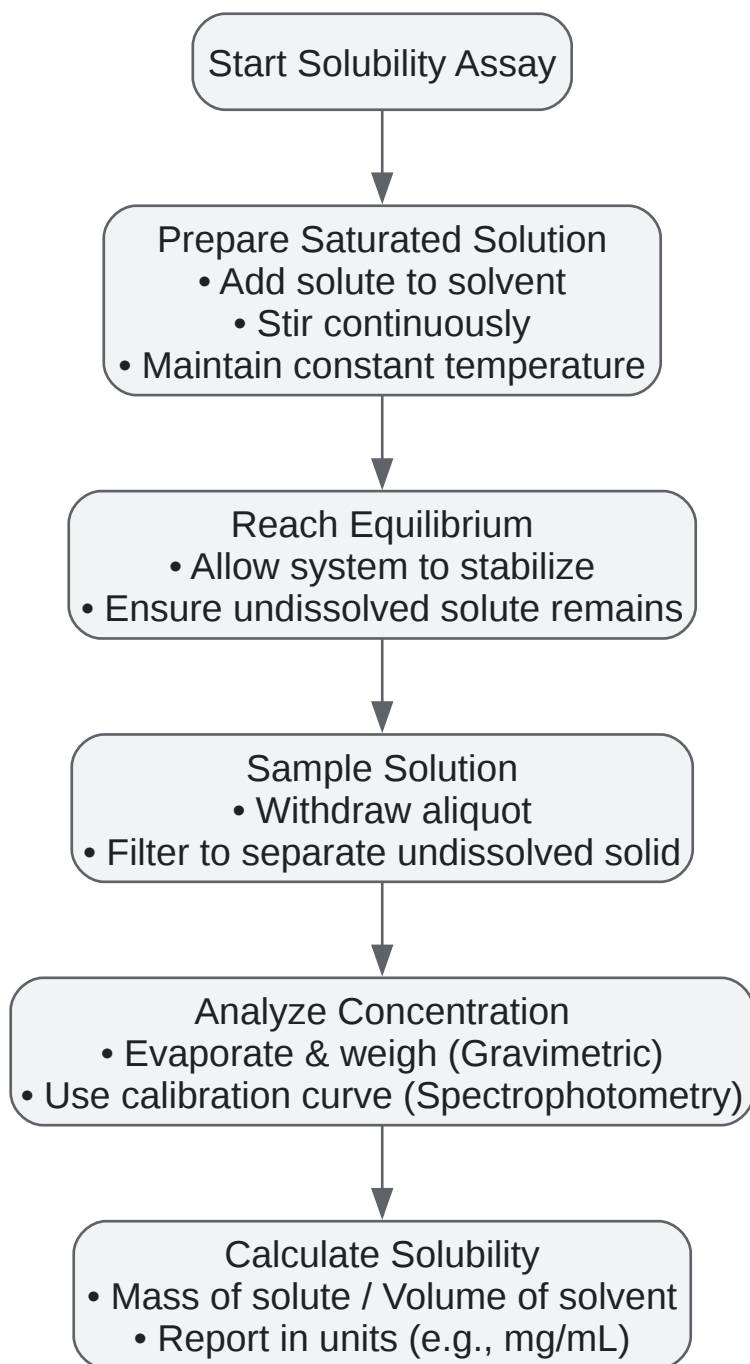 Start Solubility Assay
Prepare Saturated Solution
• Add solute to solvent
• Stir continuously
• Maintain constant temperature
Reach Equilibrium
• Allow system to stabilize
• Ensure undissolved solute remains
Sample Solution
• Withdraw aliquot
• Filter to separate undissolved solid
Analyze Concentration
• Evaporate & weigh (Gravimetric)
• Use calibration curve (Spectrophotometry)
Calculate Solubility
• Mass of solute / Volume of solvent
• Report in units (e.g., mg/mL)